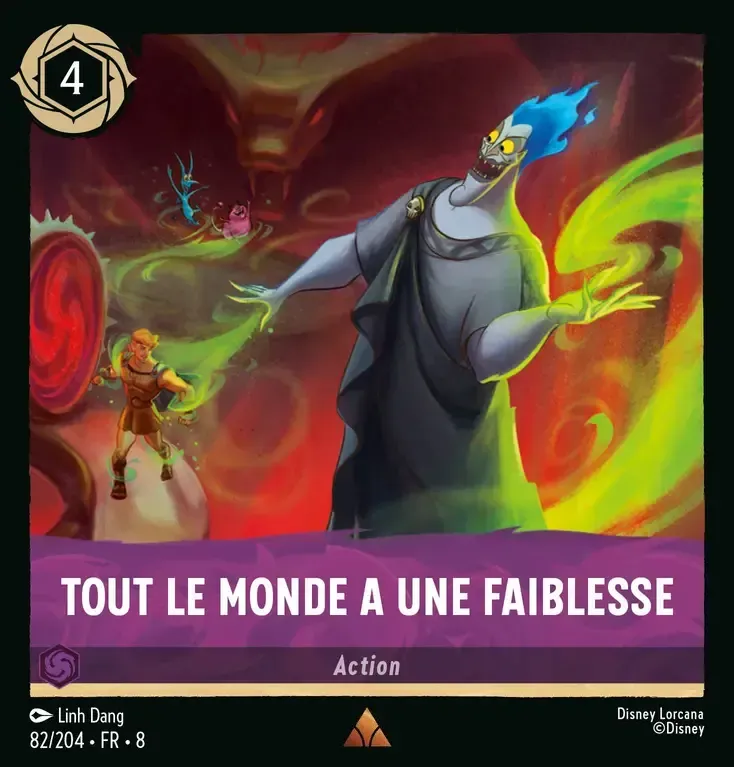 4
TOUT LE MONDE A UNE FAIBLESSE
Action
Linh Dang
82/204 • FR • 8
Disney Lorcana
©Disney